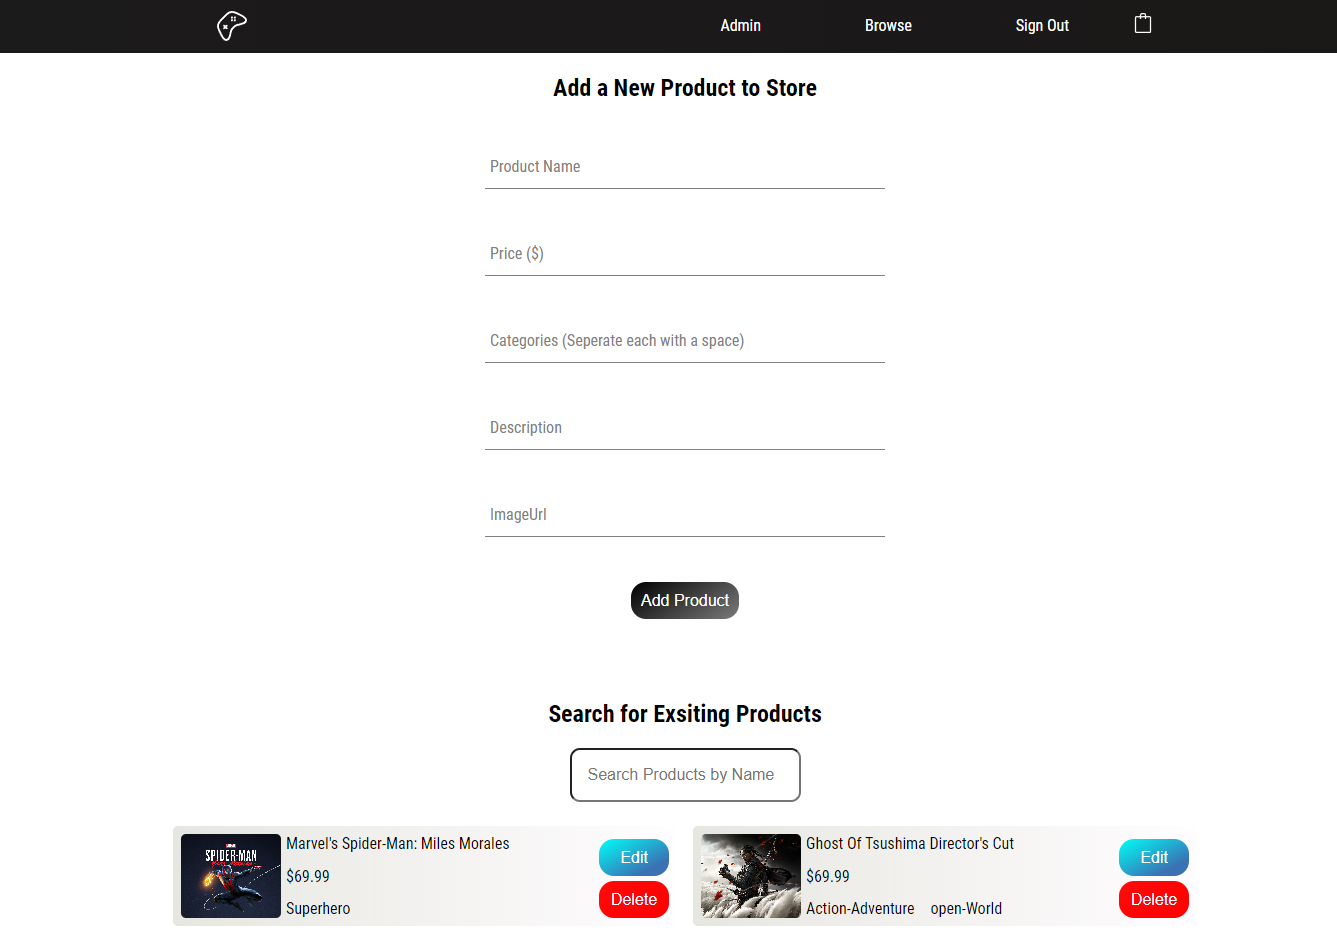 Admin Browse Sign Out
Add a New Product to Store
Product Name
Price ($)
Categories (Seperate each with a space)
Description
ImageUrl
Add Product
Search for Exsiting Products
Search Products by Name
SPIDER-MAN
Marvel's Spider-Man: Miles Morales
$69.99
Superhero
Edit
Delete
Ghost Of Tsushima Director's Cut
$69.99
Action-Adventure open-World
Edit
Delete